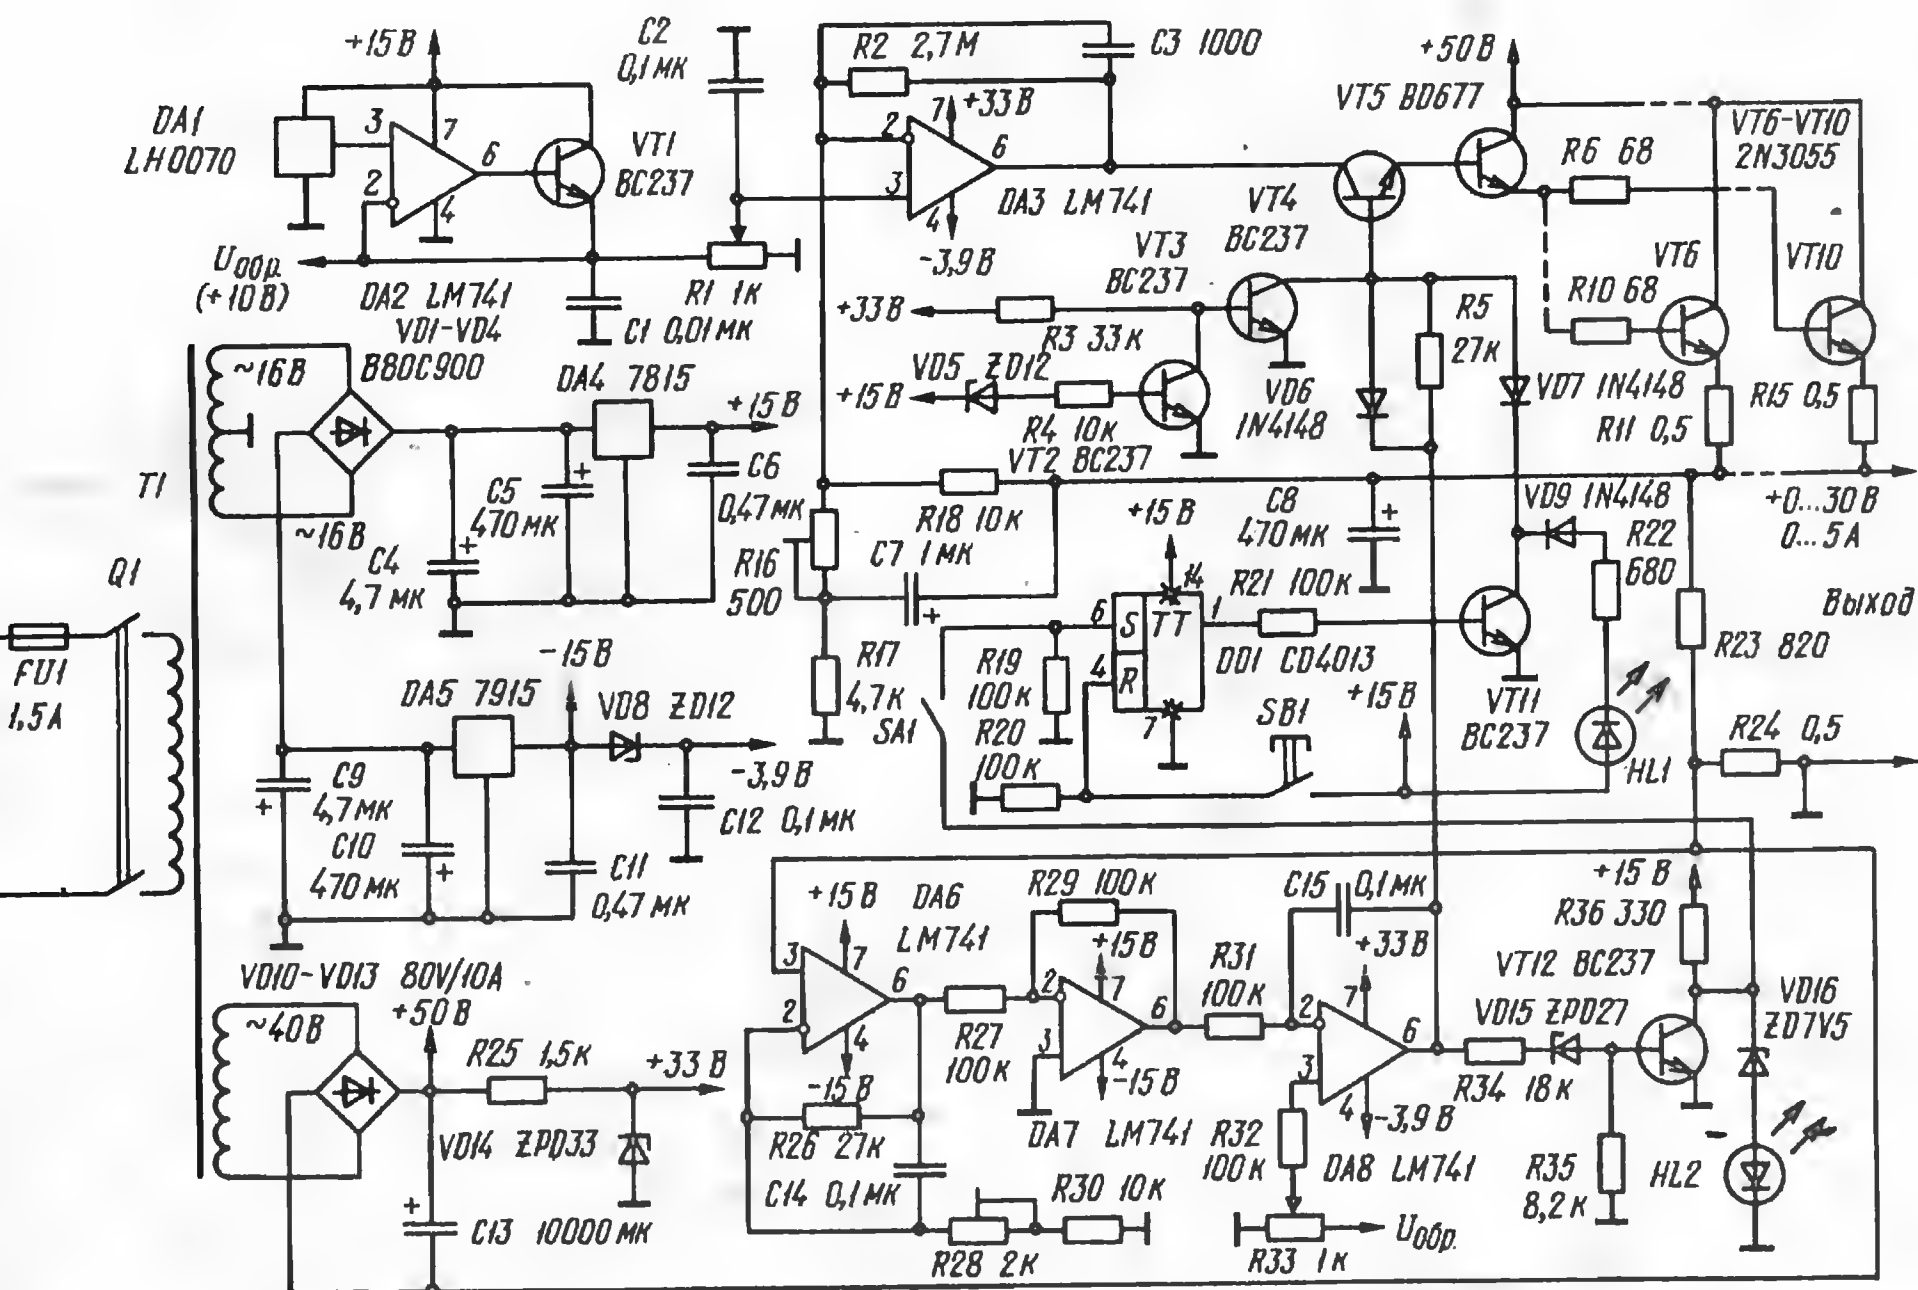 +15 В
DA1
LH0070
3
7
2
6
4
VT1
BC237
Uобр.
(+10 В)
DA2 LM741
C2
0,1 мк
R1 1к
C1 0,01 мк
R2 2,7 М
C3 1000
2
7
+33 В
6
3
4
-3,9 В
DA3 LM741
VT4
BC237
VT3
BC237
+50 В
VT5 BD677
R6 68
VT6-VT10
2N3055
R10 68
VT6
VT10
+33 В
R3 33 к
VD5 ZD12
+15 В
R4 10к
VT2 BC237
VD6
1N4148
R5
27к
VD7 1N4148
R11 0,5
R15 0,5
VD1-VD4
B80C900
~16 В
~16 В
DA4 7815
+15 В
+
C5
470 мк
C6
0,47 мк
+
C4
4,7 мк
T1
Q1
FU1
1,5 А
R18 10 к
R16
500
C7 1 мк
+
R17
4,7 к
C8
470 мк
+
+15 В
14
6
S
TT
1
4
R
7
R21 100 к
DD1 CD4013
R19
100 к
R20
100 к
SA1
SB1
+15 В
VD9 1N4148
R22
680
VT11
BC237
HL1
+0...30 В
0...5 А
Выход
R23 820
R24 0,5
-15 В
DA5 7915
VD8 ZD12
-3,9 В
C9
4,7 мк
+
C10
470 мк
+
C11
0,47 мк
C12 0,1 мк
VD10-VD13 80V/10A
~40 В
+50 В
R25 1,5 к
+33 В
VD14 ZPD33
+
C13 10000 мк
+15 В
DA6
LM741
3
7
2
6
4
-15 В
R26 27 к
C14 0,1 мк
R28 2 к
R30 10 к
R27
100 к
R29 100 к
+15 В
2
7
3
6
4
-15 В
DA7 LM741
R31
100 к
C15 0,1 мк
+33 В
2
7
3
6
4
-3,9 В
DA8 LM741
R32
100 к
R33 1 к
Uобр.
R34 18 к
VD15 ZPD27
VT12 BC237
+15 В
R36 330
R35
8,2 к
VD16
ZD7V5
-
HL2